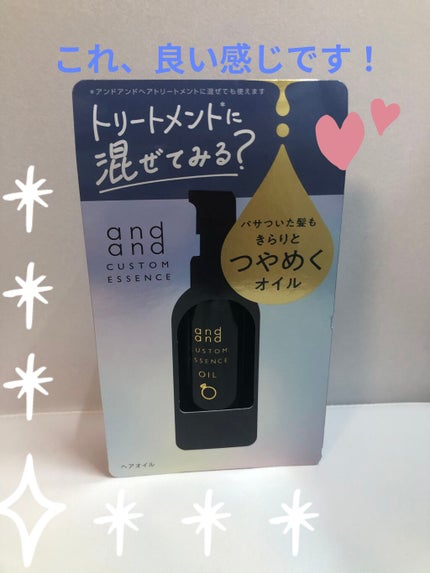 これ、良い感じです！
*アンドアンドヘアトリートメントに混ぜても使えます
トリートメント*に
混ぜてみる?
パサついた髪も
きらりと
つやめく
オイル
and
and
CUSTOM
ESSENCE
and
and
CUSTOM
ESSENCE
OIL
ヘアオイル